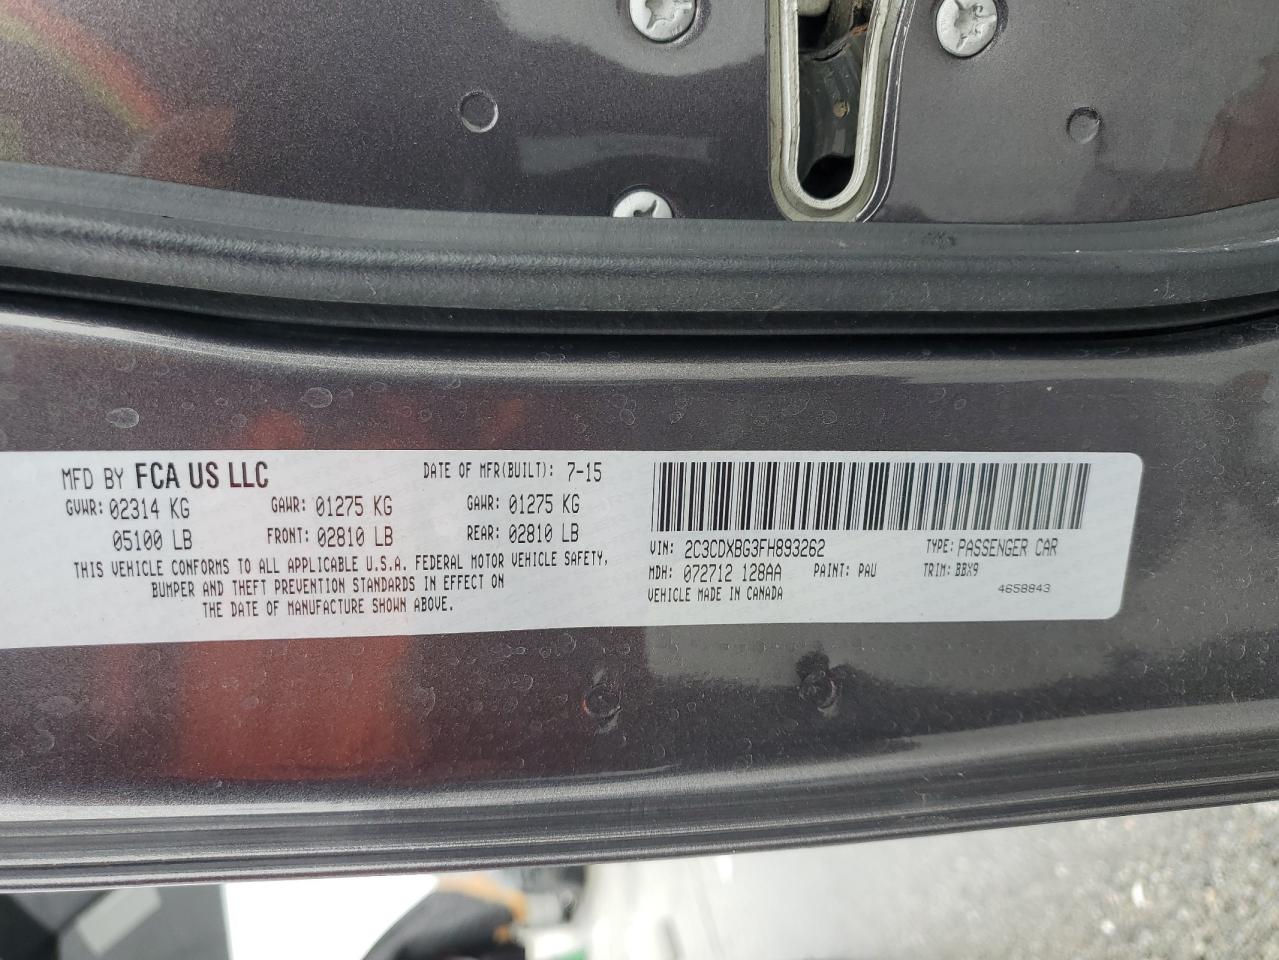 MFD BY FCA US LLC DATE OF MFR(BUILT): 7-15
GVWR: 02314 KG GAWR: 01275 KG GAWR: 01275 KG
05100 LB FRONT: 02810 LB REAR: 02810 LB
THIS VEHICLE CONFORMS TO ALL APPLICABLE U.S.A. FEDERAL MOTOR VEHICLE SAFETY,
BUMPER AND THEFT PREVENTION STANDARDS IN EFFECT ON
THE DATE OF MANUFACTURE SHOWN ABOVE.
VIN: 2C3CDXBG3FH893262 TYPE: PASSENGER CAR
MDH: 072712 128AA PAINT: PAU TRIM: BBX9
VEHICLE MADE IN CANADA 4658843